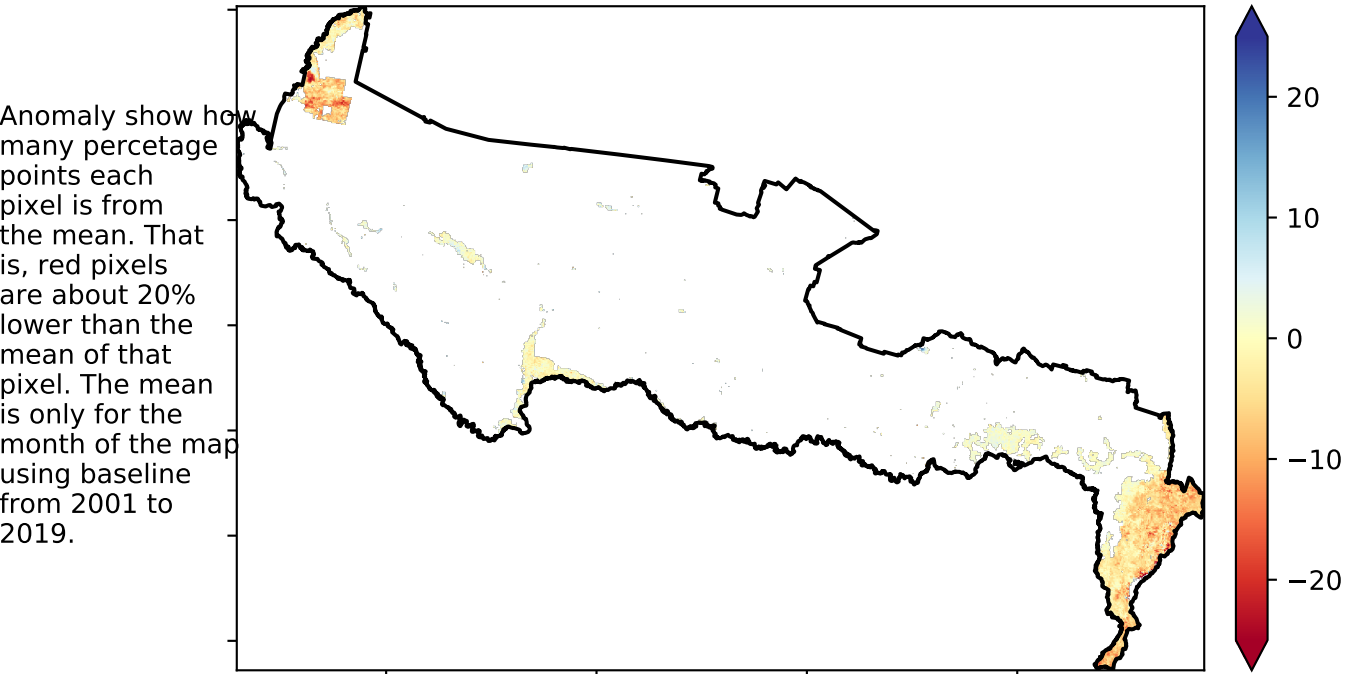 Anomaly show how
many percetage
points each
pixel is from
the mean. That
is, red pixels
are about 20%
lower than the
mean of that
pixel. The mean
is only for the
month of the map
using baseline
from 2001 to
2019.
20
10
0
−10
−20